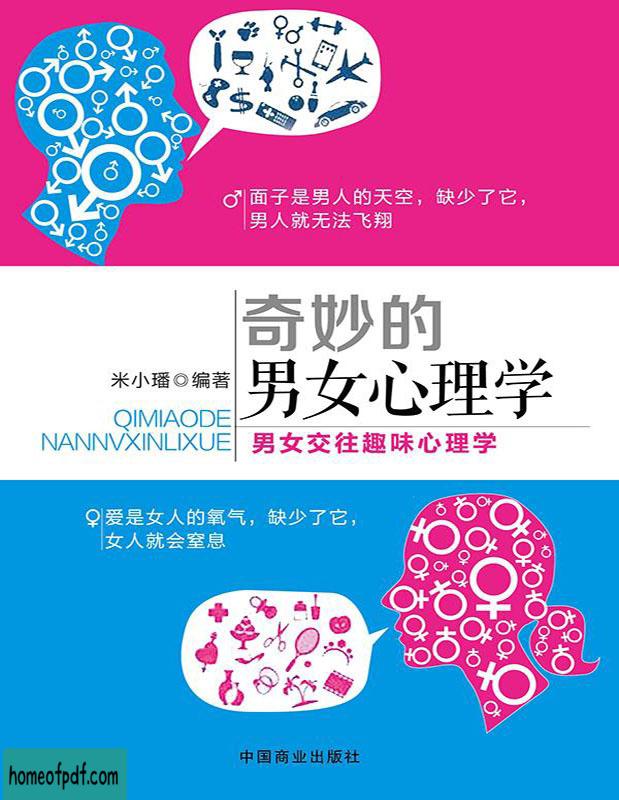 ♂ 面子是男人的天空，缺少了它，
男人就无法飞翔
奇妙的
男女心理学
米小璠◎编著
QIMIAODE
NANNVXINLIXUE
男女交往趣味心理学
♀ 爱是女人的氧气，缺少了它，
女人就会窒息
中国商业出版社
homeofpdf.com